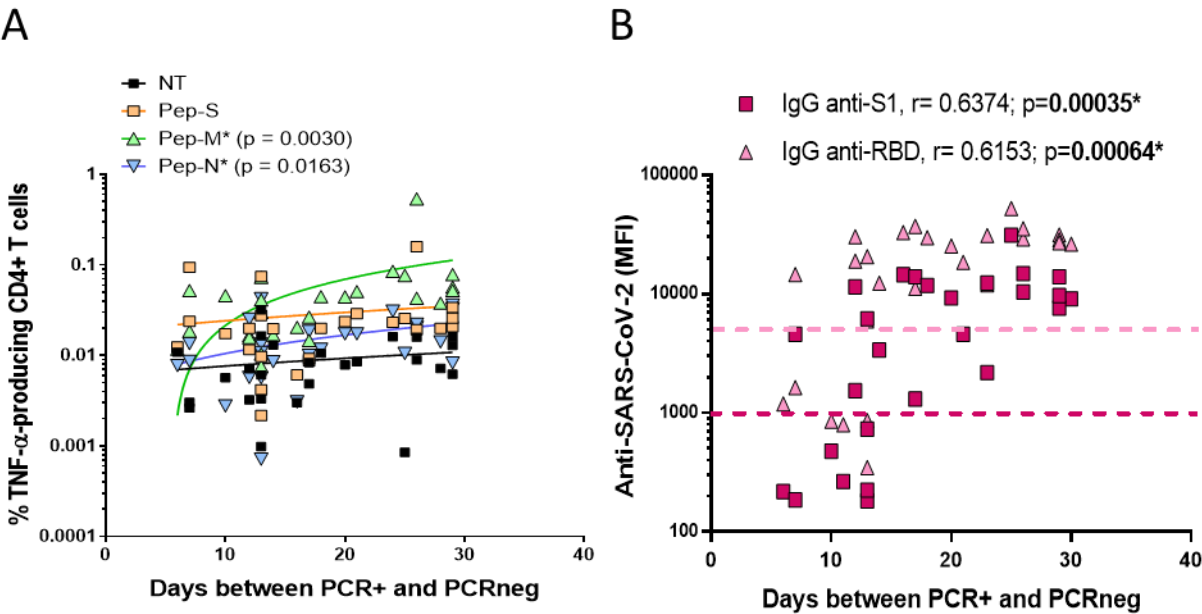 A
NT
Pep-S
Pep-M* (p = 0.0030)
Pep-N* (p = 0.0163)
% TNF-α-producing CD4+ T cells
1
0.1
0.01
0.001
0.0001
0
10
20
30
40
Days between PCR+ and PCRneg
B
IgG anti-S1, r= 0.6374; p=0.00035*
IgG anti-RBD, r= 0.6153; p=0.00064*
Anti-SARS-CoV-2 (MFI)
100000
10000
1000
100
0
10
20
30
40
Days between PCR+ and PCRneg